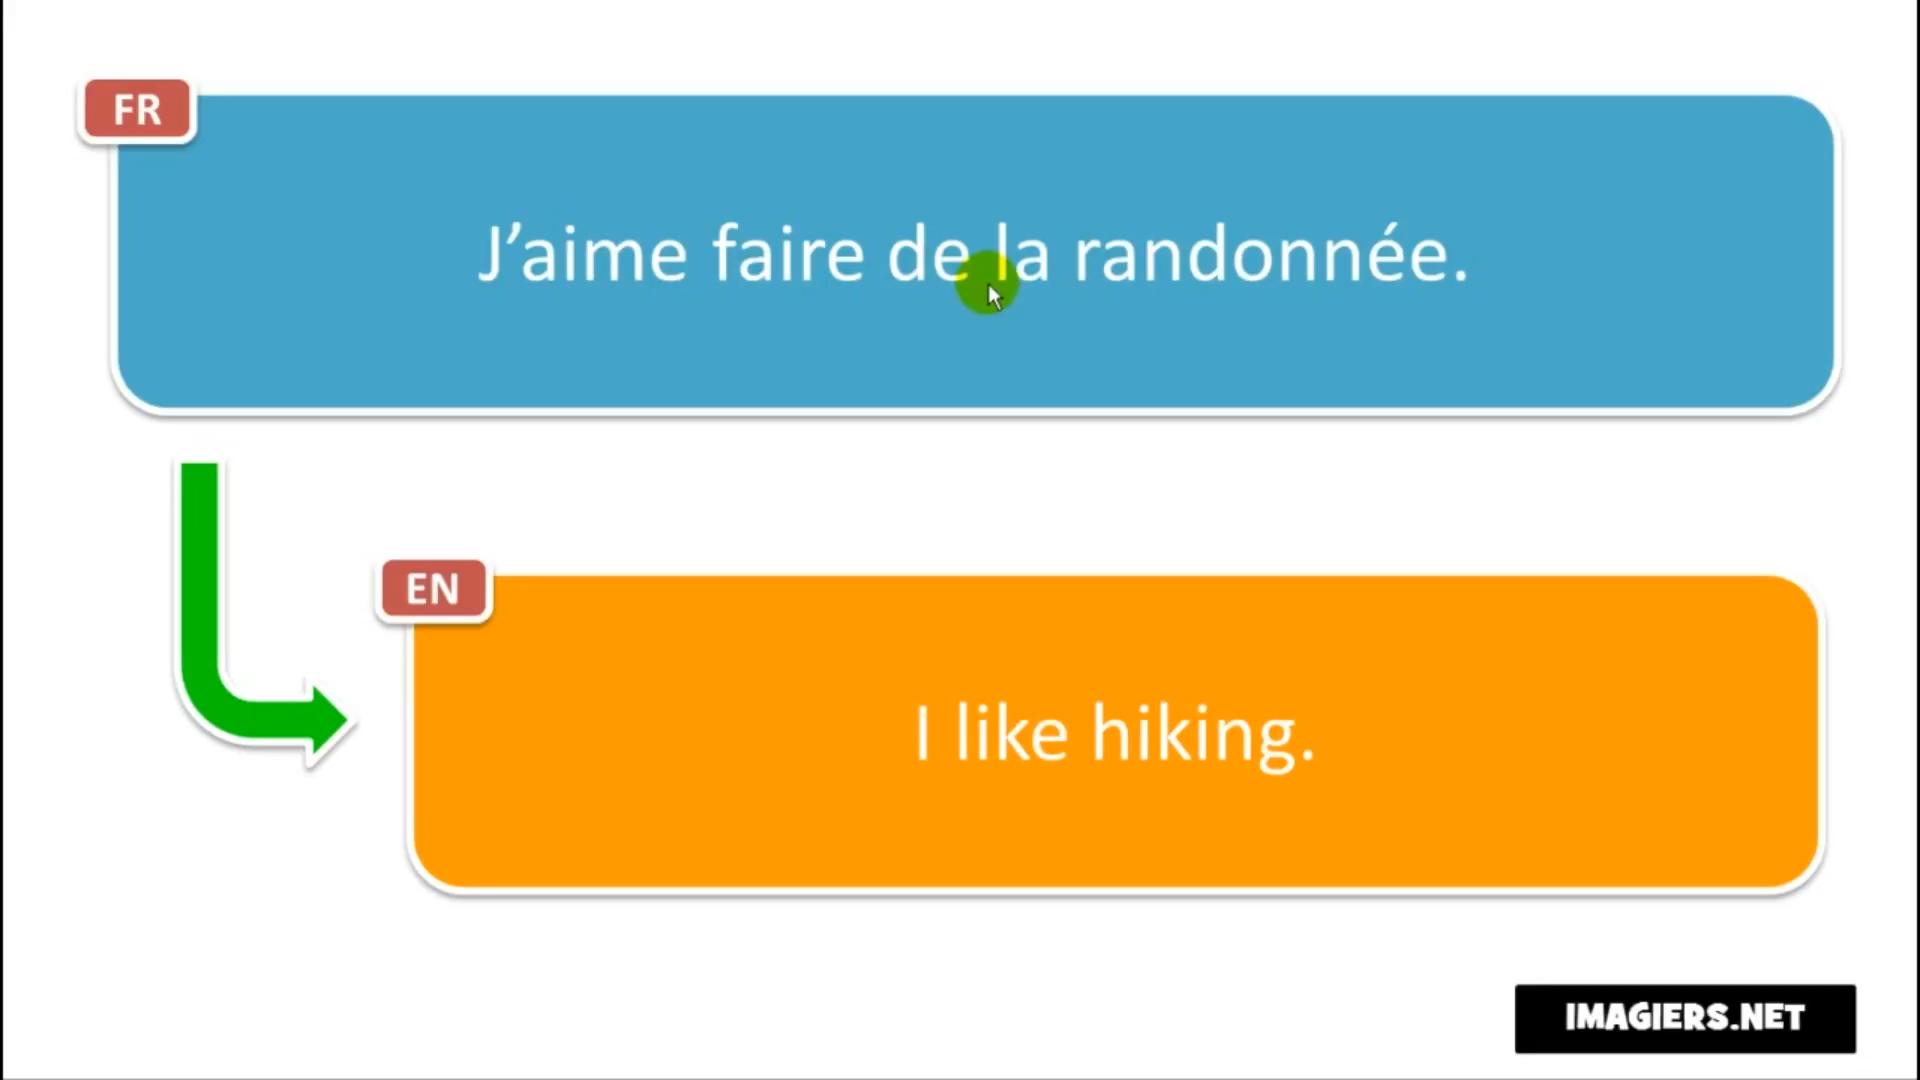 FR
J’aime faire de la randonnée.
EN
I like hiking.
IMAGIERS.NET